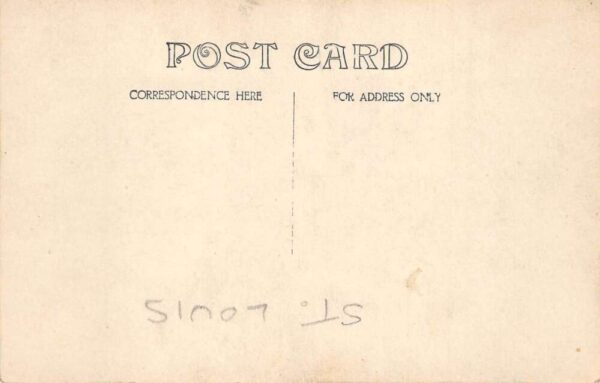 POST CARD
CORRESPONDENCE HERE
FOR ADDRESS ONLY
ST. LOUIS